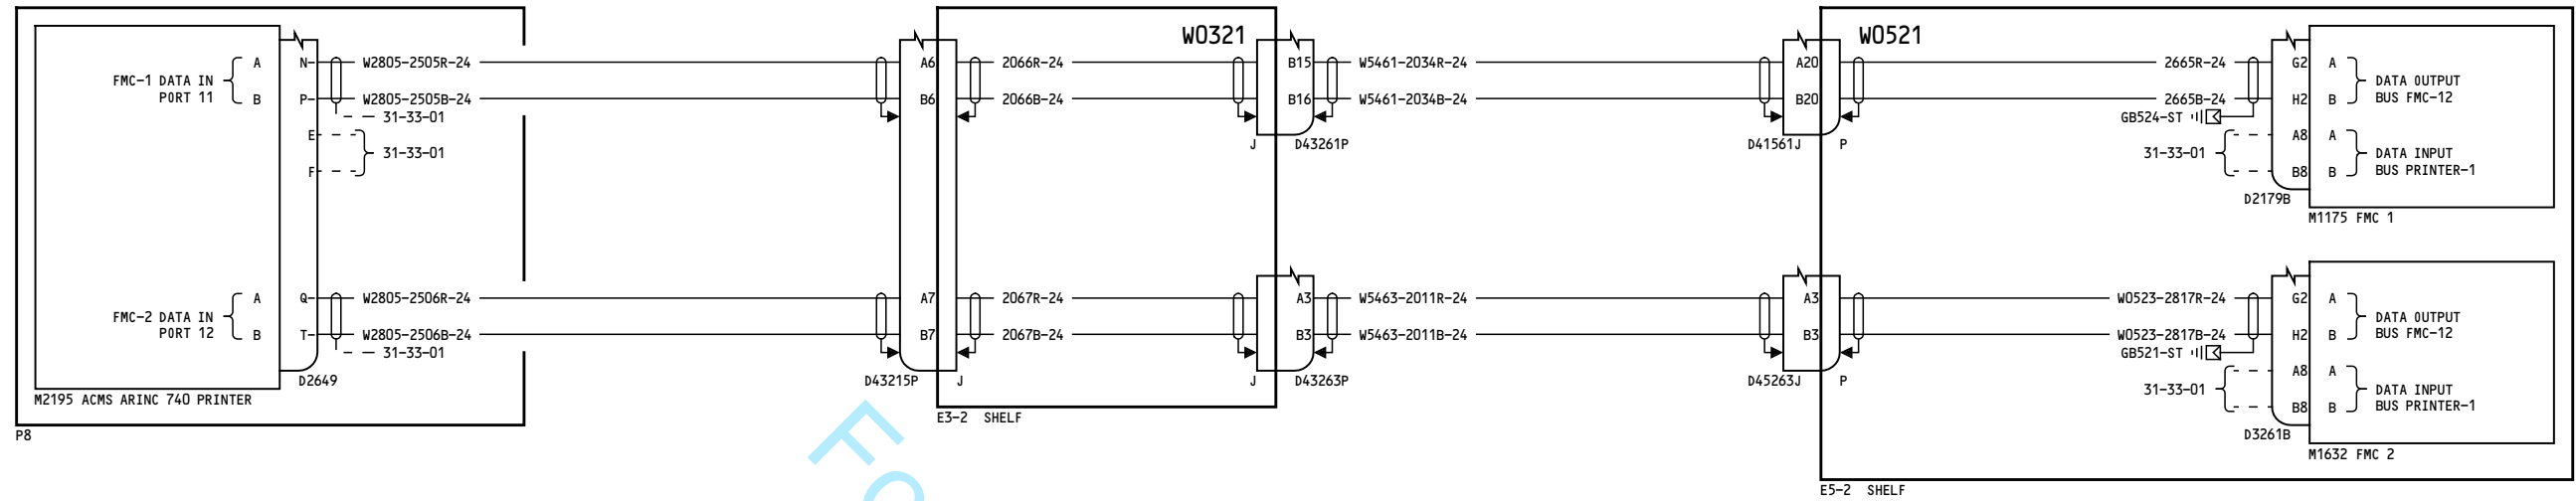 W0321
W0521
FMC-1 DATA IN
PORT 11
A
B
N
P
E
F
W2805-2505R-24
W2805-2505B-24
31-33-01
31-33-01
A6
B6
2066R-24
2066B-24
B15
B16
J
D43261P
W5461-2034R-24
W5461-2034B-24
A20
B20
D41561J
P
2665R-24
2665B-24
GB524-ST
31-33-01
G2
H2
A8
B8
A
B
A
B
DATA OUTPUT
BUS FMC-12
DATA INPUT
BUS PRINTER-1
D2179B
M1175 FMC 1
FMC-2 DATA IN
PORT 12
A
B
Q
T
W2805-2506R-24
W2805-2506B-24
31-33-01
D2649
M2195 ACMS ARINC 740 PRINTER
P8
A7
B7
D43215P
J
2067R-24
2067B-24
A3
B3
J
D43263P
E3-2 SHELF
W5463-2011R-24
W5463-2011B-24
A3
B3
D45263J
P
W0523-2817R-24
W0523-2817B-24
GB521-ST
31-33-01
G2
H2
A8
B8
A
B
A
B
DATA OUTPUT
BUS FMC-12
DATA INPUT
BUS PRINTER-1
D3261B
M1632 FMC 2
E5-2 SHELF